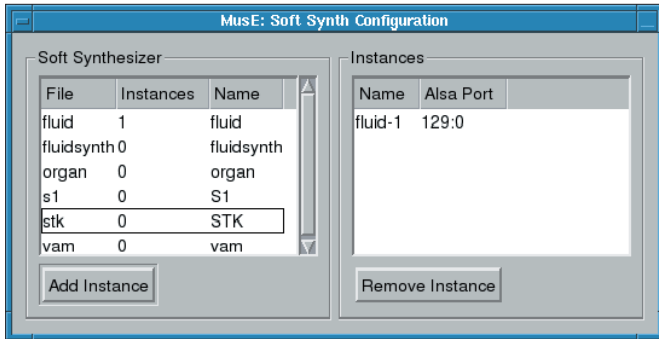 MusE: Soft Synth Configuration
Soft Synthesizer
File Instances Name
fluid 1 fluid
fluidsynth 0 fluidsynth
organ 0 organ
s1 0 S1
stk 0 STK
vam 0 vam
Add Instance
Instances
Name Alsa Port
fluid-1 129:0
Remove Instance